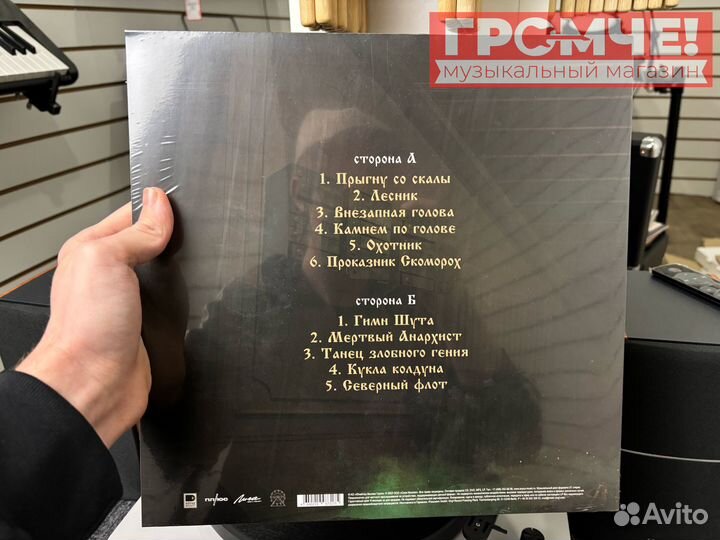 ГРОМЧЕ!
музыкальный магазин
сторона А
1. Прыгну со скалы
2. Лесник
3. Внезапная голова
4. Камнем по голове
5. Охотник
6. Проказник Скоморох
сторона Б
1. Гимн Шута
2. Мертвый Анархист
3. Танец злобного гения
4. Кукла колдуна
5. Северный флот
Avito